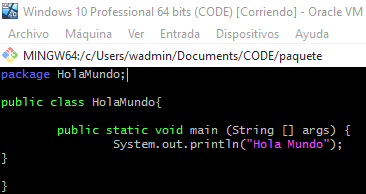 Windows 10 Professional 64 bits (CODE) [Corriendo] - Oracle VM
Archivo Máquina Ver Entrada Dispositivos Ayuda
MINGW64:/c/Users/wadmin/Documents/CODE/paquete
package HolaMundo;
public class HolaMundo{
public static void main (String [] args) {
System.out.println("Hola Mundo");
}
}